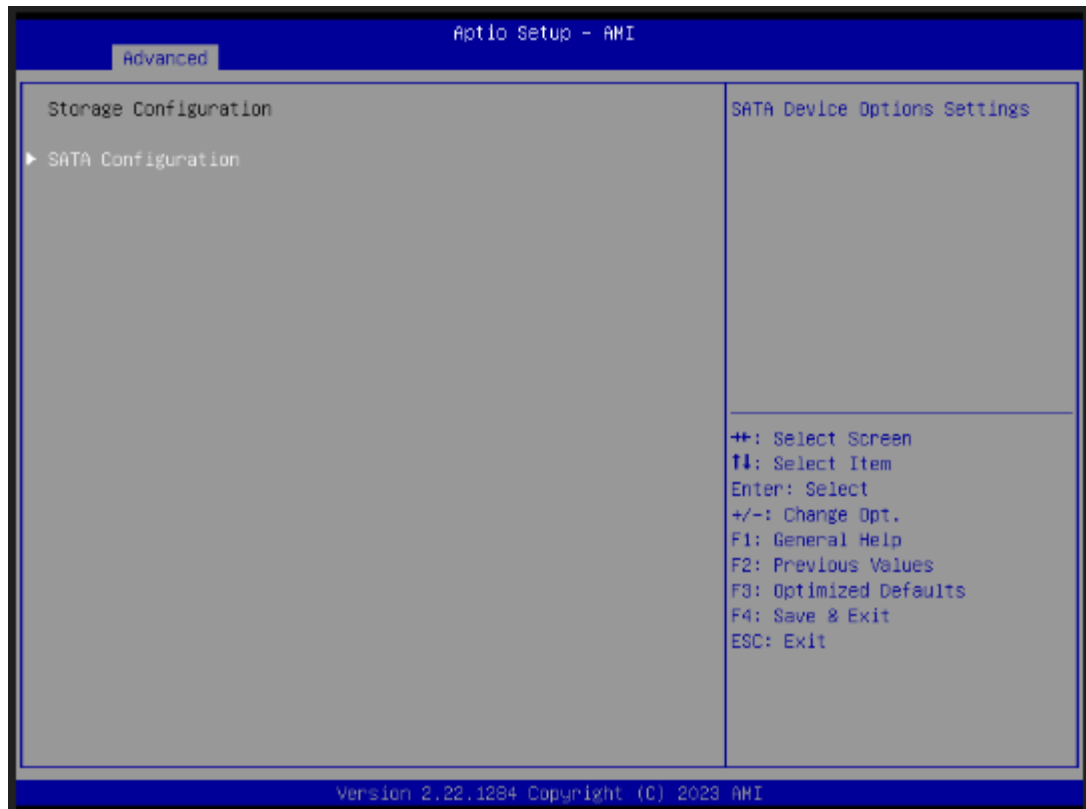 Aptio Setup - AMI
Advanced
Storage Configuration
SATA Configuration
SATA Device Options Settings
→←: Select Screen
↑↓: Select Item
Enter: Select
+/-: Change Opt.
F1: General Help
F2: Previous Values
F3: Optimized Defaults
F4: Save & Exit
ESC: Exit
Version 2.22.1284 Copyright (C) 2023 AMI